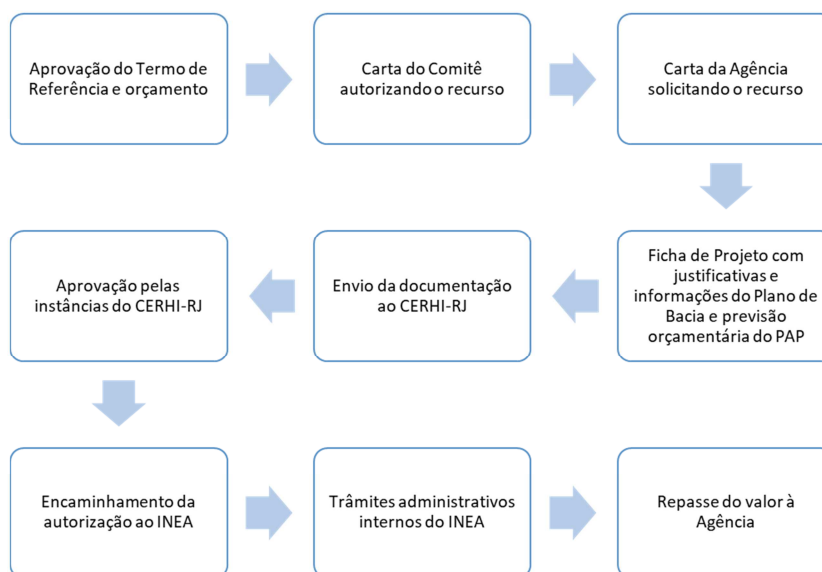 Aprovação do Termo de
Referência e orçamento
Carta do Comitê
autorizando o recurso
Carta da Agência
solicitando o recurso
Ficha de Projeto com
justificativas e
informações do Plano de
Bacia e previsão
orçamentária do PAP
Envio da documentação
ao CERHI-RJ
Aprovação pelas
instâncias do CERHI-RJ
Encaminhamento da
autorização ao INEA
Trâmites administrativos
internos do INEA
Repasse do valor à
Agência